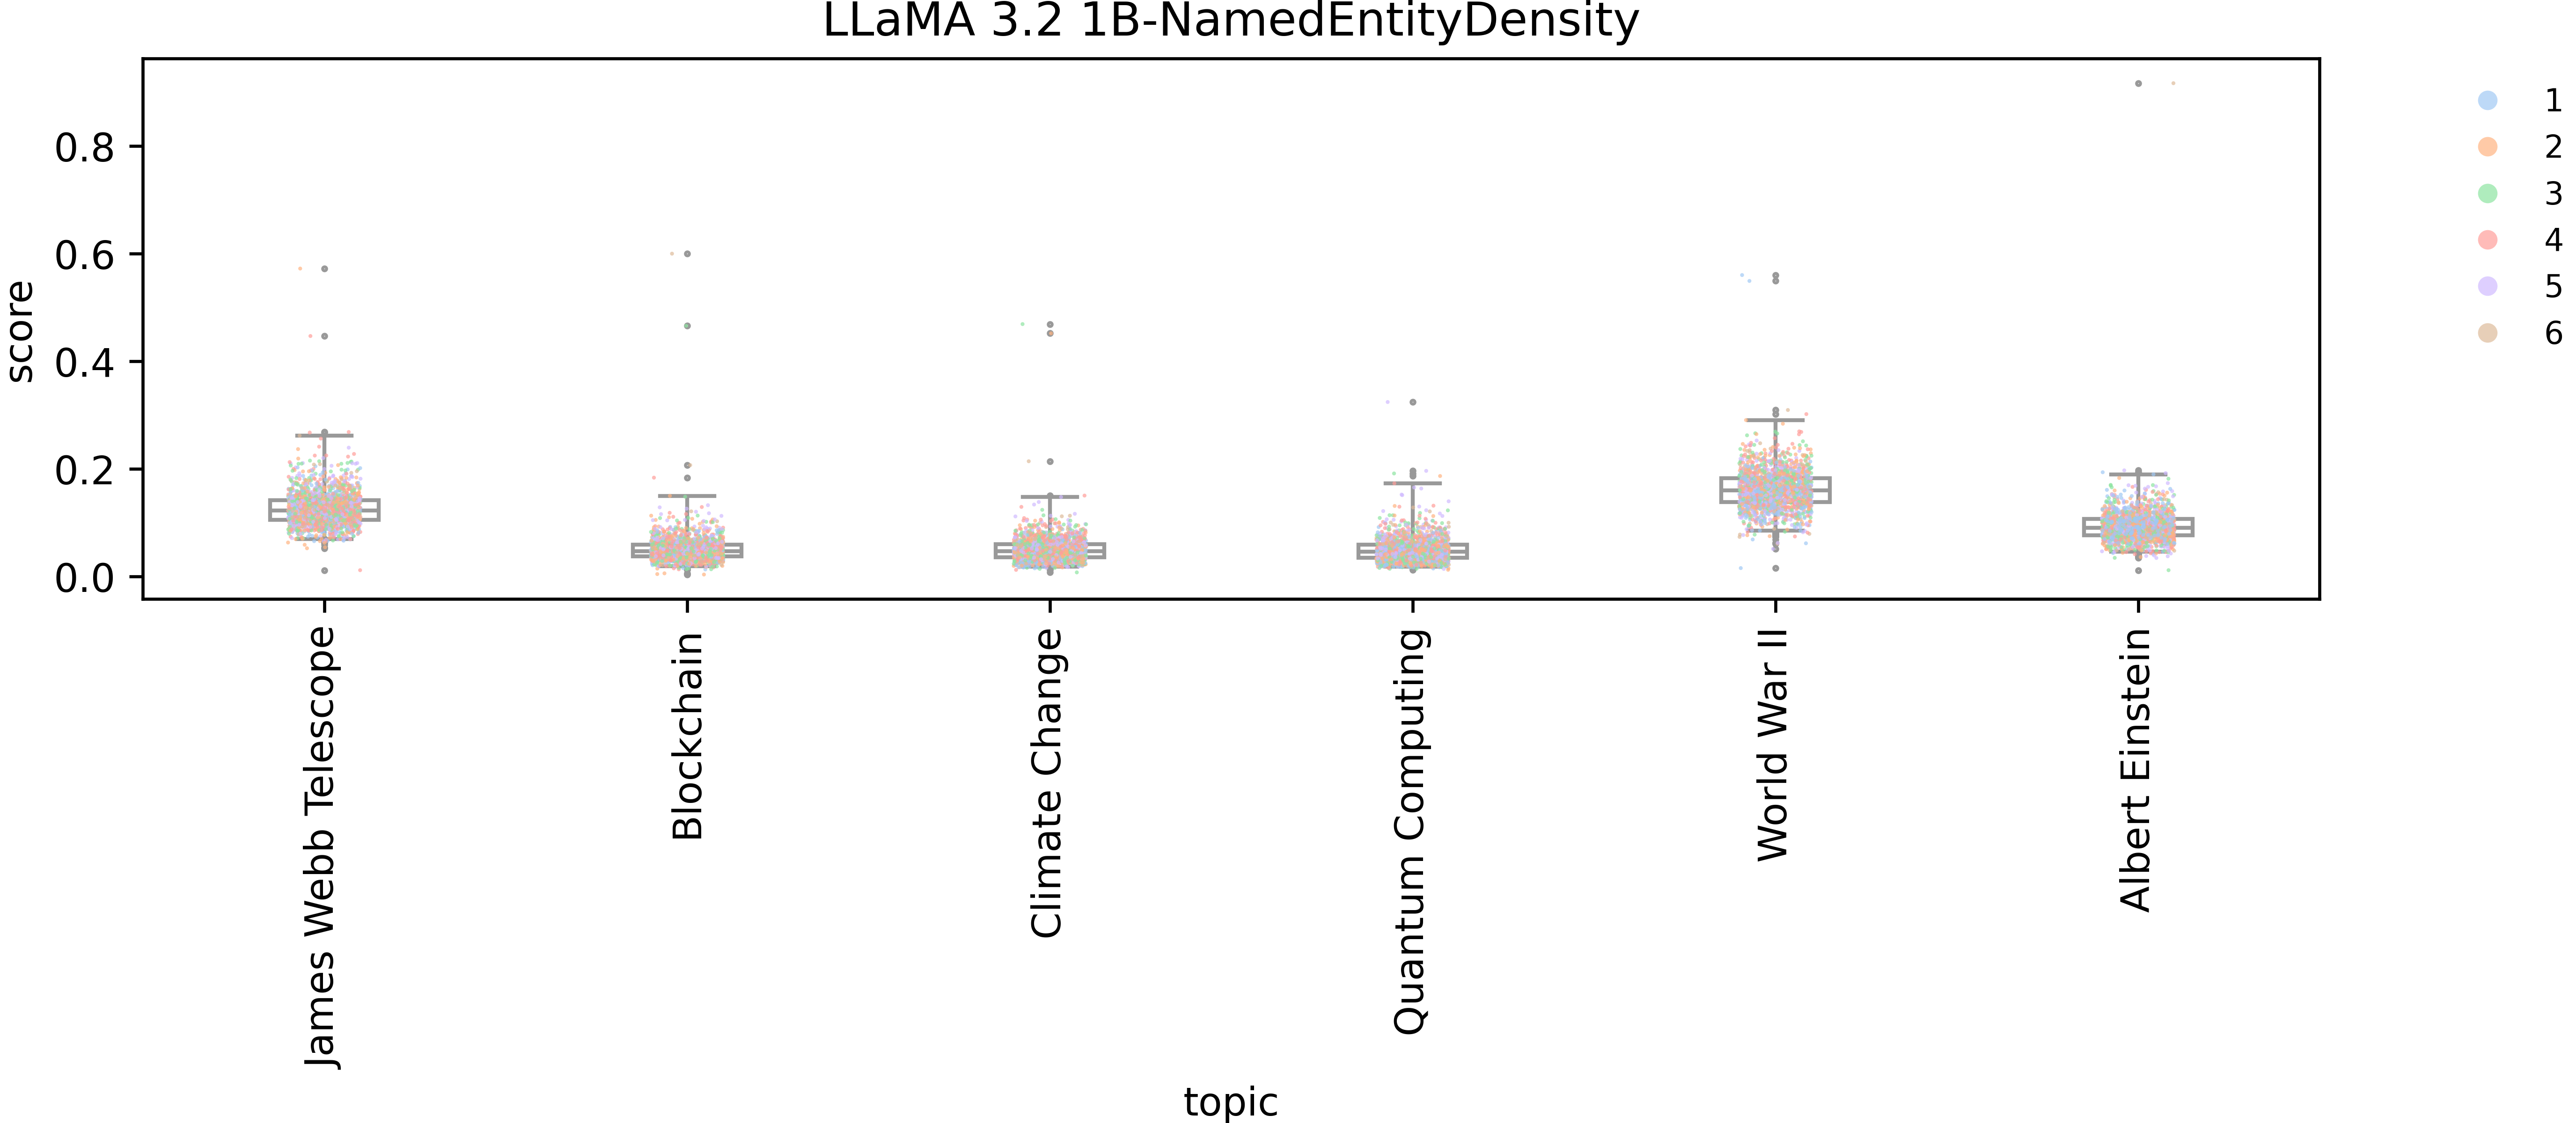 LLaMA 3.2 1B-NamedEntityDensity
score
0.8
0.6
0.4
0.2
0.0
James Webb Telescope
Blockchain
Climate Change
Quantum Computing
World War II
Albert Einstein
topic
1
2
3
4
5
6